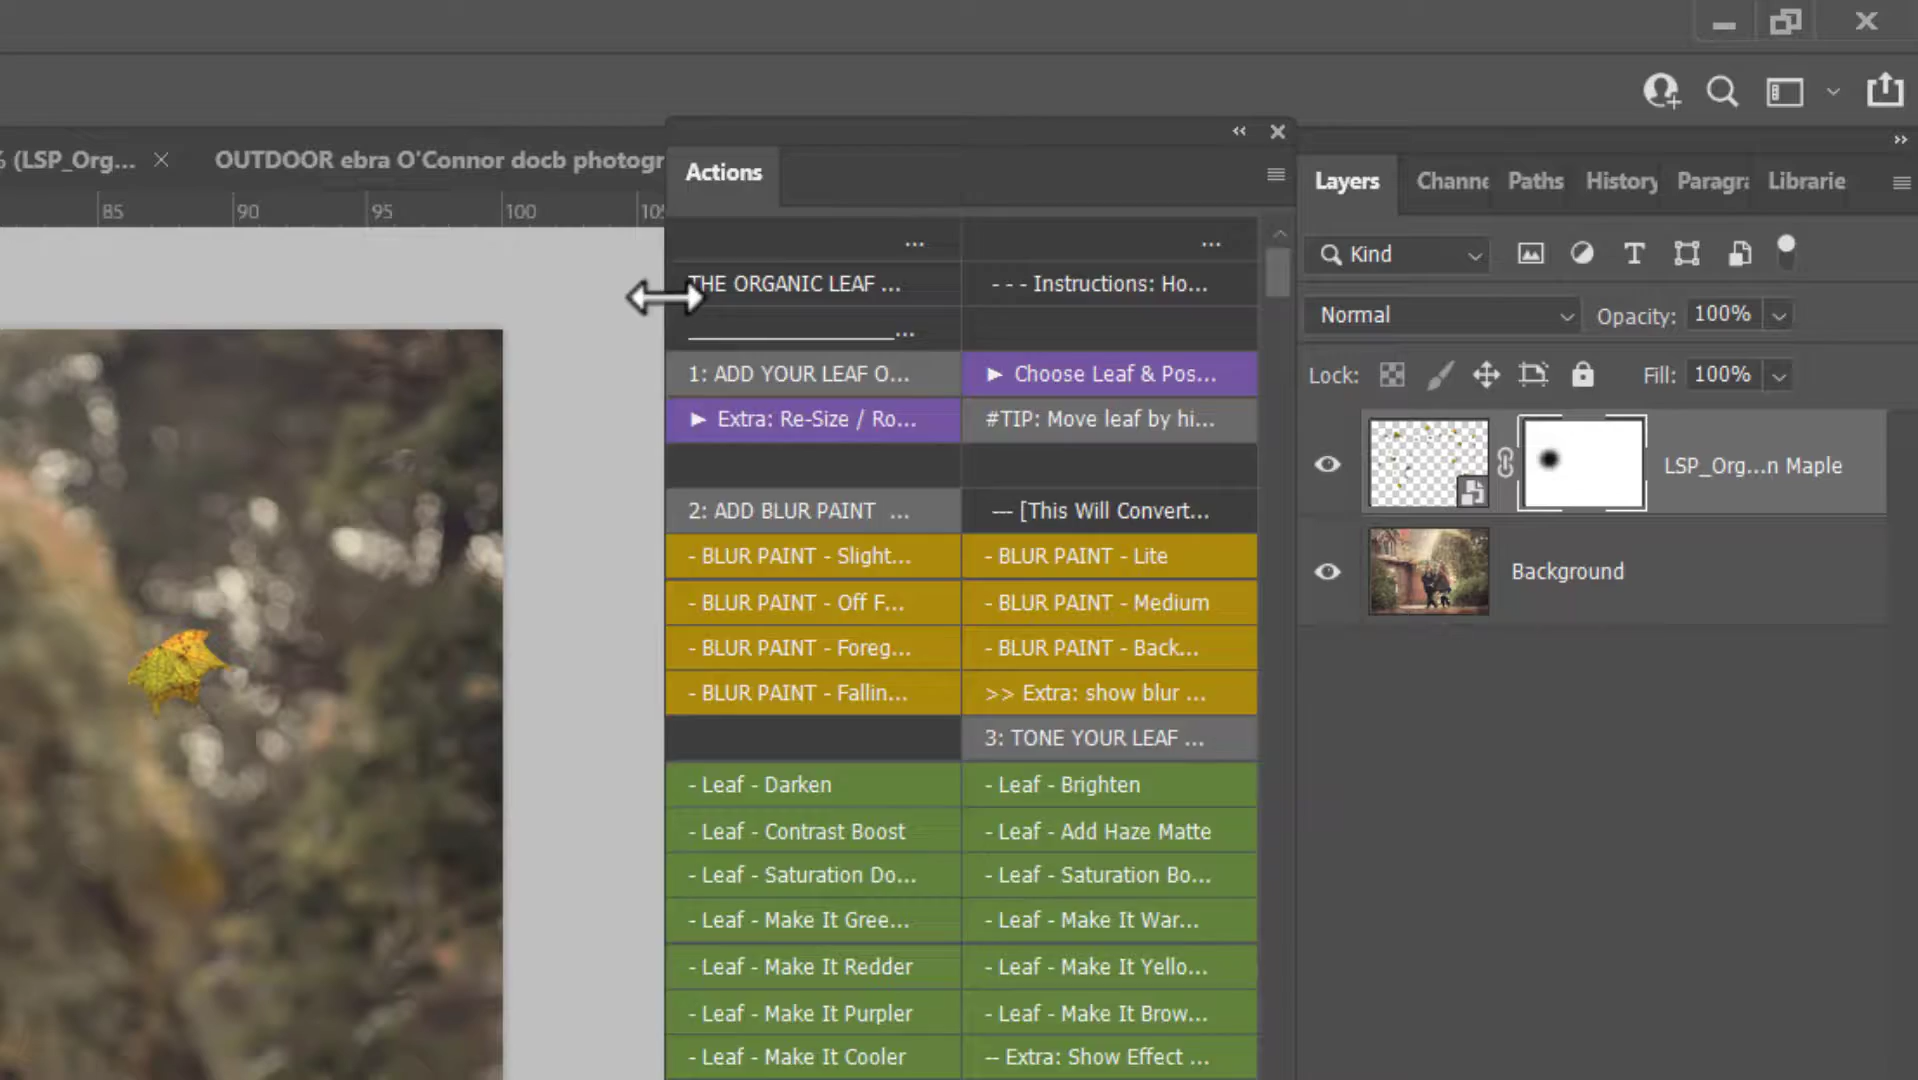 % (LSP_Org...
OUTDOOR ebra O'Connor docb photogr
85 90 95 100 105
Actions
... ...
THE ORGANIC LEAF ...
- - - Instructions: Ho...
____________________...
1: ADD YOUR LEAF O...
▶ Choose Leaf & Pos...
▶ Extra: Re-Size / Ro...
#TIP: Move leaf by hi...
2: ADD BLUR PAINT ...
--- [This Will Convert...
- BLUR PAINT - Slight...
- BLUR PAINT - Lite
- BLUR PAINT - Off F...
- BLUR PAINT - Medium
- BLUR PAINT - Foreg...
- BLUR PAINT - Back...
- BLUR PAINT - Fallin...
>> Extra: show blur ...
3: TONE YOUR LEAF ...
- Leaf - Darken
- Leaf - Brighten
- Leaf - Contrast Boost
- Leaf - Add Haze Matte
- Leaf - Saturation Do...
- Leaf - Saturation Bo...
- Leaf - Make It Gree...
- Leaf - Make It War...
- Leaf - Make It Redder
- Leaf - Make It Yello...
- Leaf - Make It Purpler
- Leaf - Make It Brow...
- Leaf - Make It Cooler
-- Extra: Show Effect ...
Layers Channe Paths History Paragra Librarie
Kind
Normal Opacity: 100%
Lock: Fill: 100%
LSP_Org...n Maple
Background